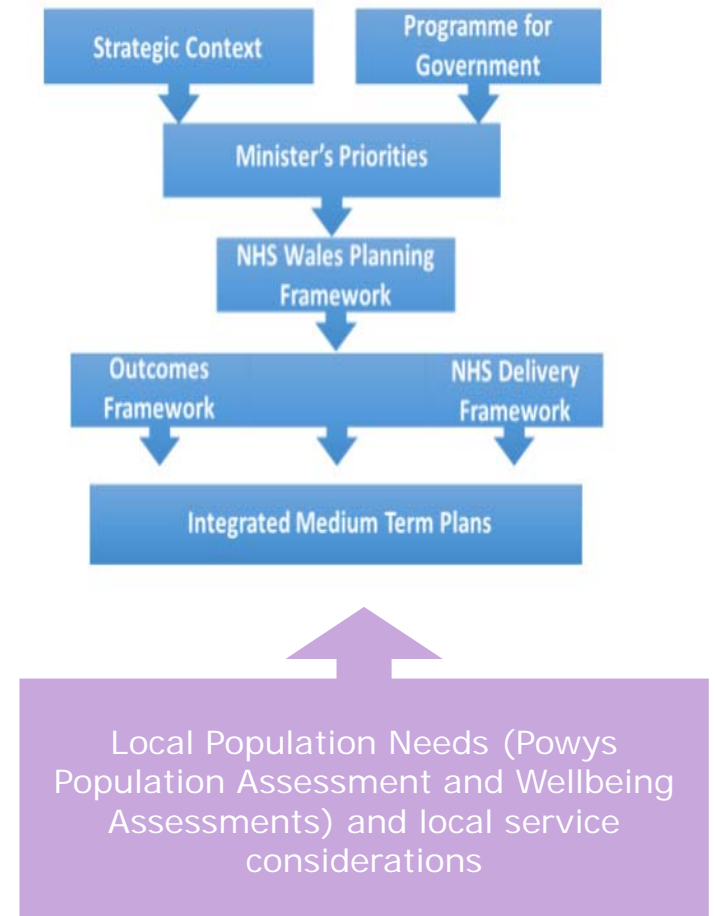 Strategic Context
Programme for
Government
Minister's Priorities
NHS Wales Planning
Framework
Outcomes
Framework
NHS Delivery
Framework
Integrated Medium Term Plans
Local Population Needs (Powys
Population Assessment and Wellbeing
Assessments) and local service
considerations